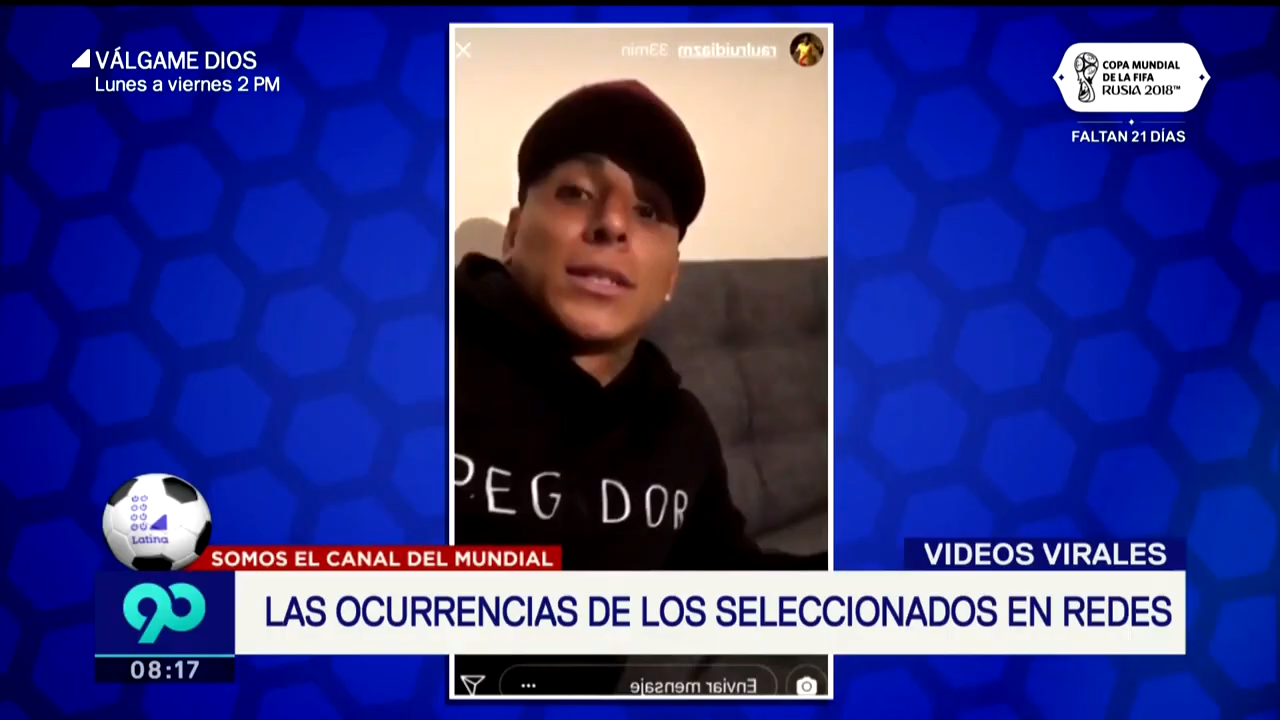 VÁLGAME DIOS
Lunes a viernes 2 PM
raulruidiazm 33min
COPA MUNDIAL
DE LA FIFA
RUSIA 2018™
FALTAN 21 DÍAS
PEG DOR
Latina
SOMOS EL CANAL DEL MUNDIAL
VIDEOS VIRALES
90
LAS OCURRENCIAS DE LOS SELECCIONADOS EN REDES
08:17
Enviar mensaje